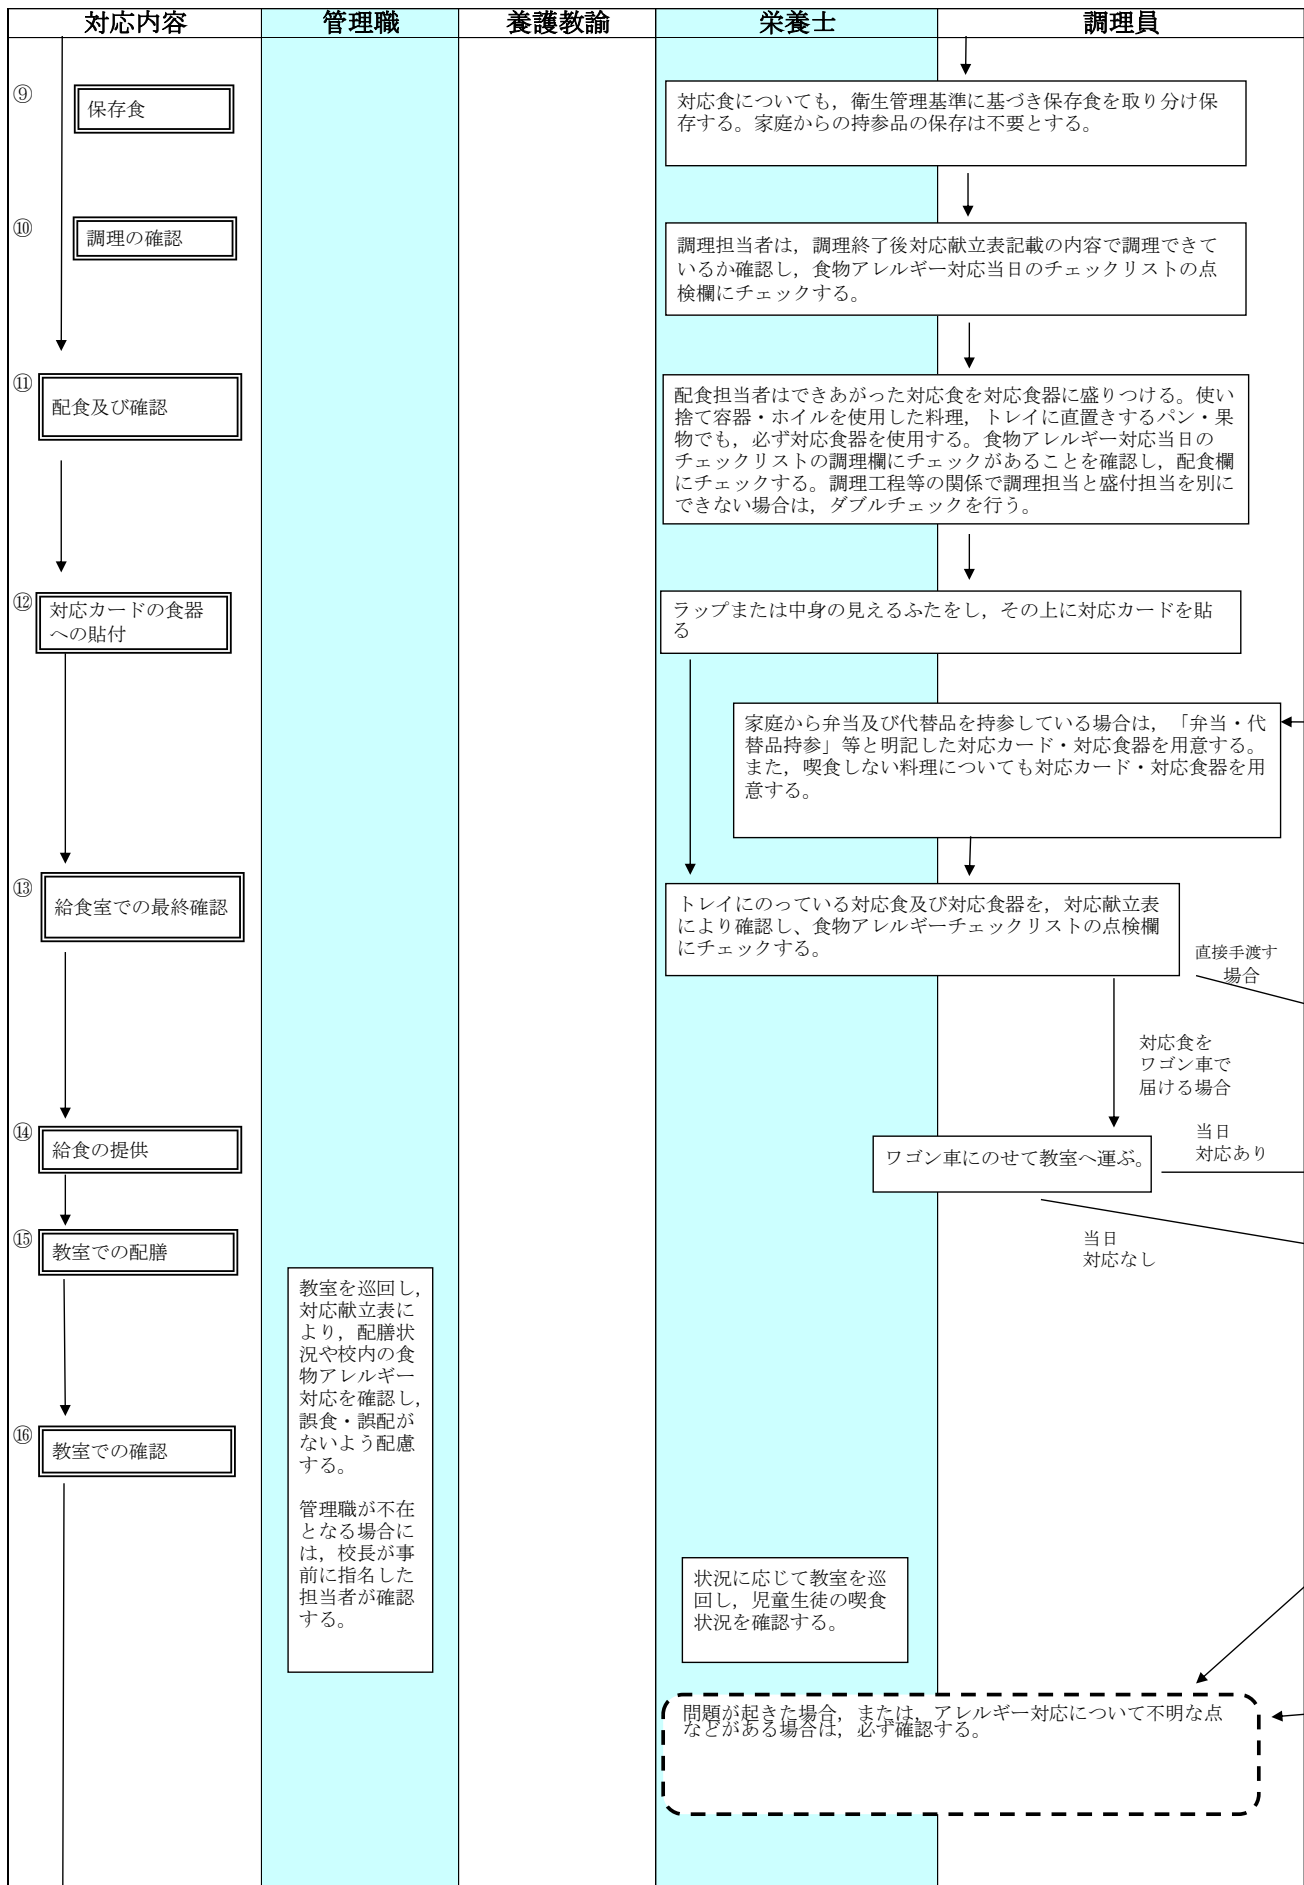 対応内容
管理職
養護教諭
栄養士
調理員
⑨
保存食
対応食についても，衛生管理基準に基づき保存食を取り分け保
存する。家庭からの持参品の保存は不要とする。
⑩
調理の確認
調理担当者は，調理終了後対応献立表記載の内容で調理できて
いるか確認し，食物アレルギー対応当日のチェックリストの点
検欄にチェックする。
⑪
配食及び確認
配食担当者はできあがった対応食を対応食器に盛りつける。使い
捨て容器・ホイルを使用した料理，トレイに直置きするパン・果
物でも，必ず対応食器を使用する。食物アレルギー対応当日の
チェックリストの調理欄にチェックがあることを確認し，配食欄
にチェックする。調理工程等の関係で調理担当と盛付担当を別に
できない場合は，ダブルチェックを行う。
⑫
対応カードの食器
への貼付
ラップまたは中身の見えるふたをし，その上に対応カードを貼
る
家庭から弁当及び代替品を持参している場合は，「弁当・代
替品持参」等と明記した対応カード・対応食器を用意する。
また，喫食しない料理についても対応カード・対応食器を用
意する。
⑬
給食室での最終確認
トレイにのっている対応食及び対応食器を，対応献立表
により確認し、食物アレルギーチェックリストの点検欄
にチェックする。
直接手渡す
場合
対応食を
ワゴン車で
届ける場合
⑭
給食の提供
ワゴン車にのせて教室へ運ぶ。
当日
対応あり
⑮
教室での配膳
当日
対応なし
教室を巡回し，
対応献立表に
より，配膳状
況や校内の食
物アレルギー
対応を確認し，
誤食・誤配が
ないよう配慮
する。
管理職が不在
となる場合に
は，校長が事
前に指名した
担当者が確認
する。
⑯
教室での確認
状況に応じて教室を巡
回し，児童生徒の喫食
状況を確認する。
問題が起きた場合，または，アレルギー対応について不明な点
などがある場合は，必ず確認する。